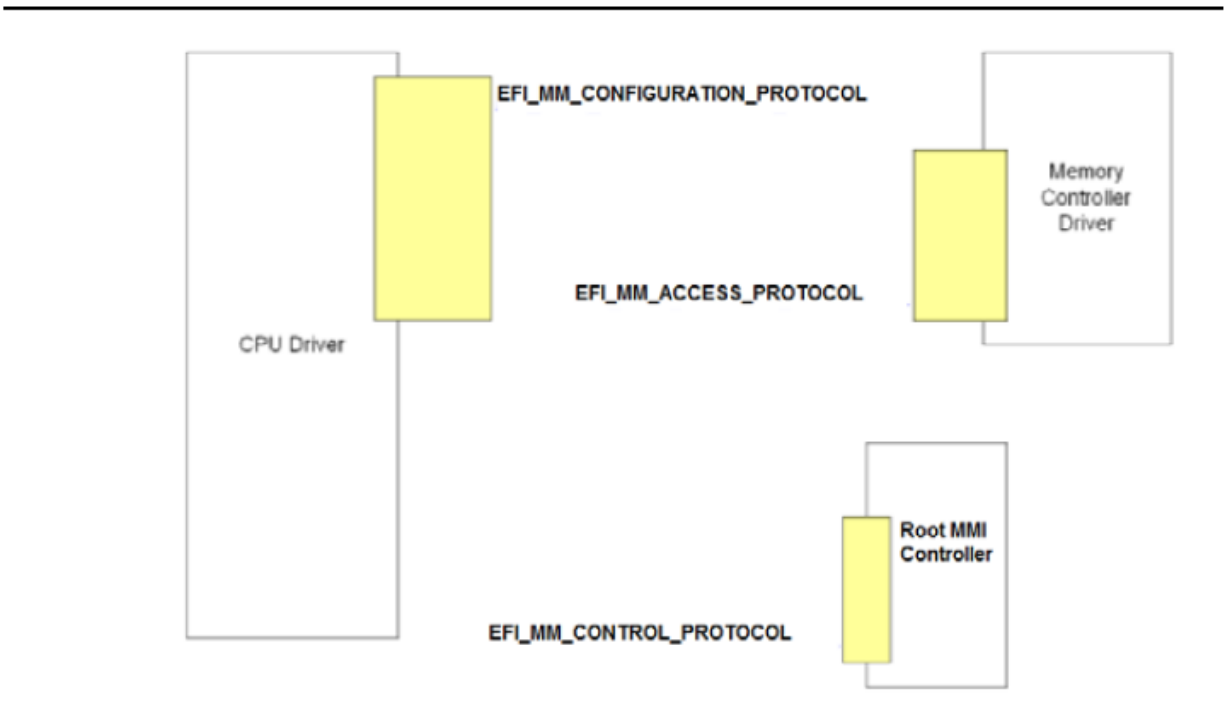 EFI_MM_CONFIGURATION_PROTOCOL
Memory
Controller
Driver
EFI_MM_ACCESS_PROTOCOL
CPU Driver
Root MMI
Controller
EFI_MM_CONTROL_PROTOCOL